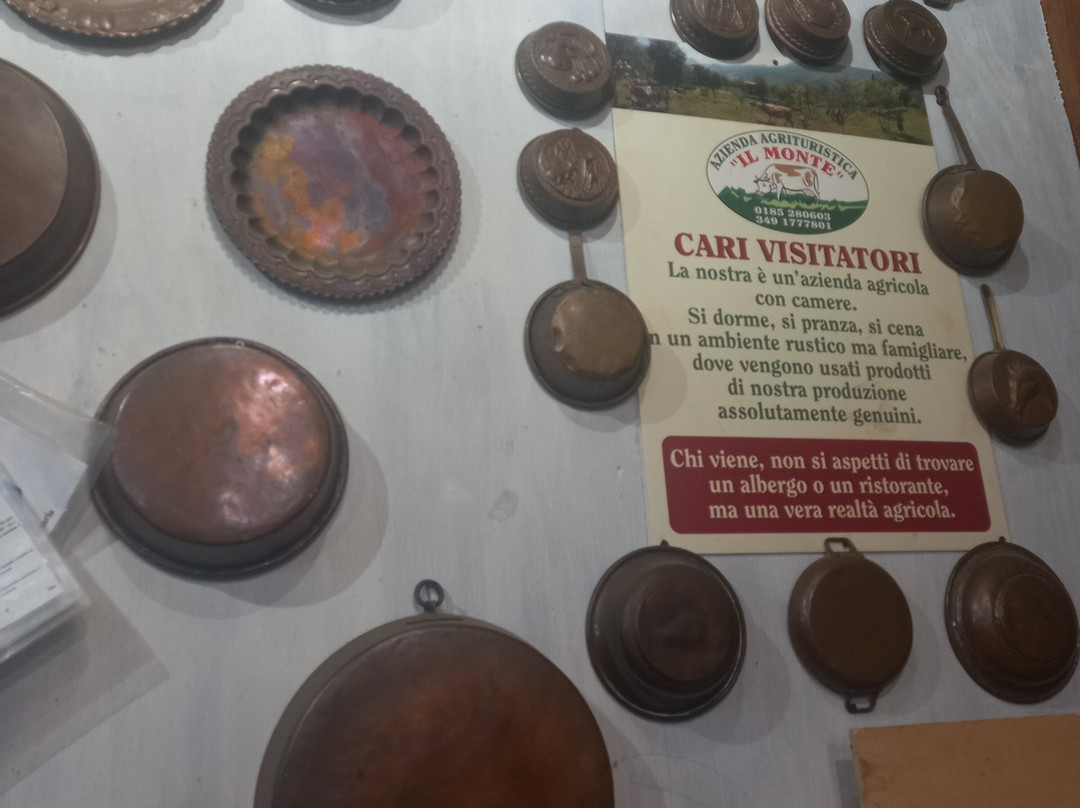 AZIENDA AGRITURISTICA
"IL MONTE"
0185 280603
349 1777801
CARI VISITATORI
La nostra è un'azienda agricola
con camere.
Si dorme, si pranza, si cena
n un ambiente rustico ma famigliare,
dove vengono usati prodotti
di nostra produzione
assolutamente genuini.
Chi viene, non si aspetti di trovare
un albergo o un ristorante,
ma una vera realtà agricola.